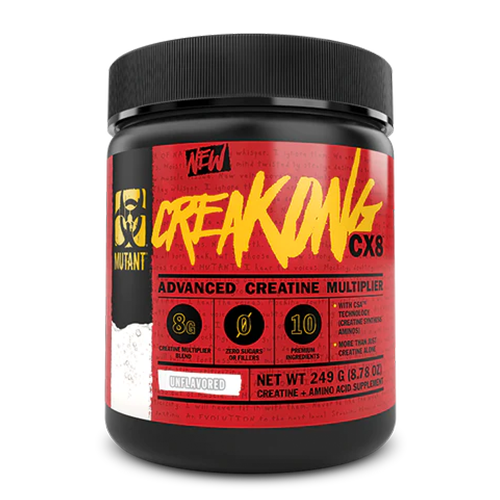 NEW
CREAKONG
CX8
MUTANT
ADVANCED CREATINE MULTIPLIER
8G
CREATINE MULTIPLIER
BLEND
0
ZERO SUGARS
OR FILLERS
10
PREMIUM
INGREDIENTS
• WITH CSA™
TECHNOLOGY
(CREATINE SYNTHESIS
AMINOS)
• MORE THAN JUST
CREATINE ALONE
UNFLAVORED
NET WT 249 G (8.78 OZ)
CREATINE + AMINO ACID SUPPLEMENT